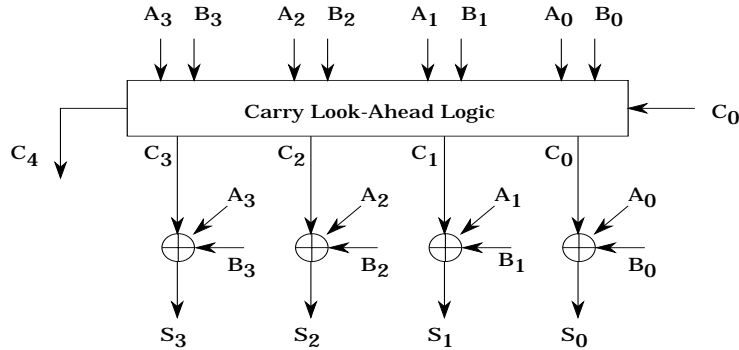 A3 B3 A2 B2 A1 B1 A0 B0
Carry Look-Ahead Logic
C0
C4 C3 C2 C1 C0
A3 A2 A1 A0
B3 B2 B1 B0
S3 S2 S1 S0